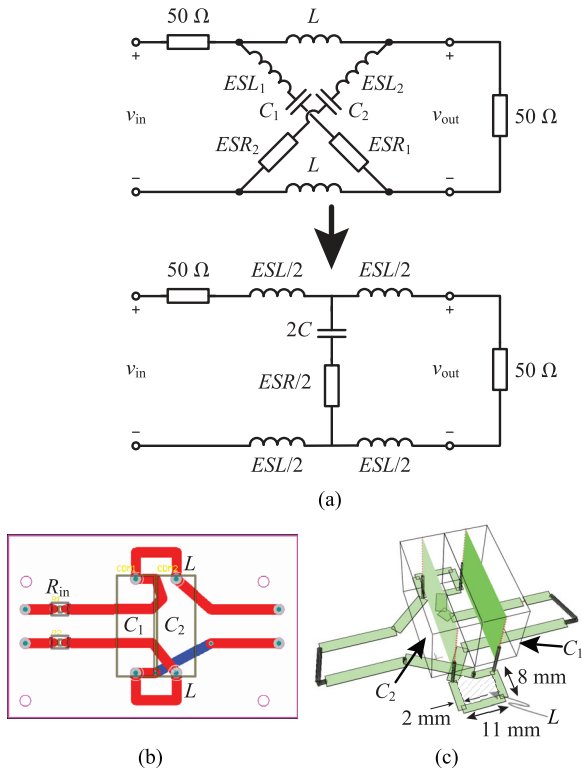 50 Ω
L
+
+
ESL1
ESL2
vin
C1
C2
vout
50 Ω
ESR2
ESR1
L
−
−
50 Ω
ESL/2
ESL/2
+
+
2C
vin
vout
50 Ω
ESR/2
−
−
ESL/2
ESL/2
(a)
L
Rin
C1
C2
L
C1
C2
8 mm
2 mm
L
11 mm
(b)
(c)